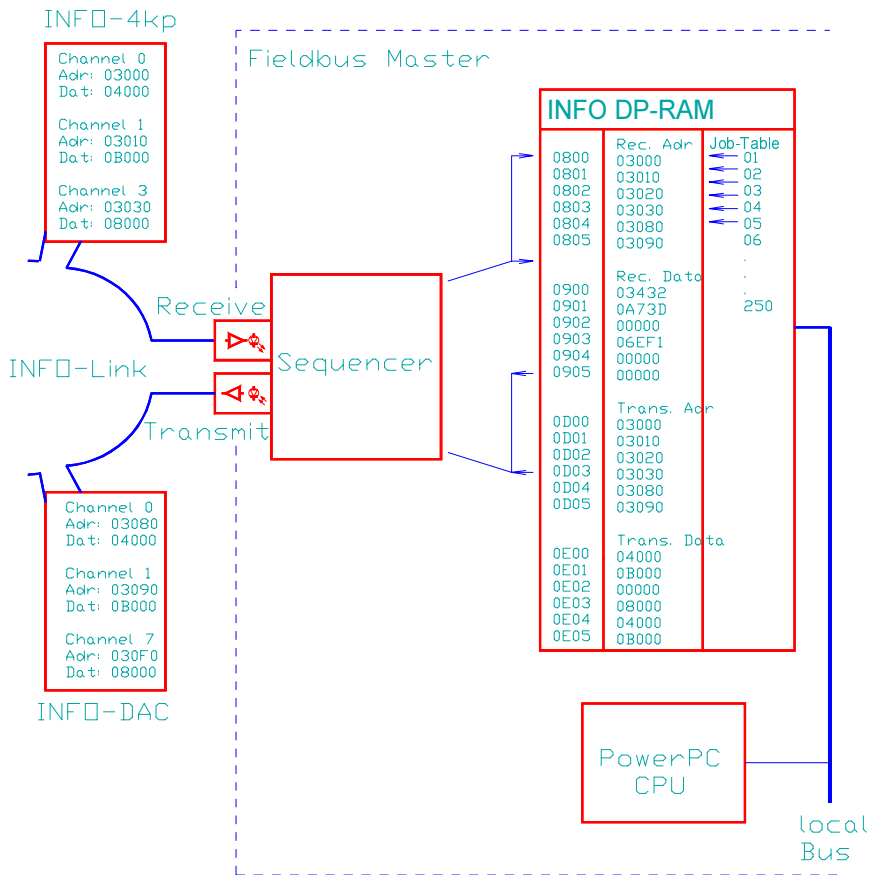 INFO-4kp
Channel 0
Adr: 03000
Dat: 04000
Channel 1
Adr: 03010
Dat: 0B000
Channel 3
Adr: 03030
Dat: 08000
Fieldbus Master
INFO DP-RAM
Rec. Adr Job-Table
0800 03000 01
0801 03010 02
0802 03020 03
0803 03030 04
0804 03080 05
0805 03090 06
.
Rec. Data .
0900 03432 .
0901 0A73D 250
0902 00000
0903 06EF1
0904 00000
0905 00000
Trans. Adr
0D00 03000
0D01 03010
0D02 03020
0D03 03030
0D04 03080
0D05 03090
Trans. Data
0E00 04000
0E01 0B000
0E02 00000
0E03 08000
0E04 04000
0E05 0B000
Receive
Sequencer
INFO-Link
Transmit
Channel 0
Adr: 03080
Dat: 04000
Channel 1
Adr: 03090
Dat: 0B000
Channel 7
Adr: 030F0
Dat: 08000
INFO-DAC
PowerPC
CPU
local
Bus